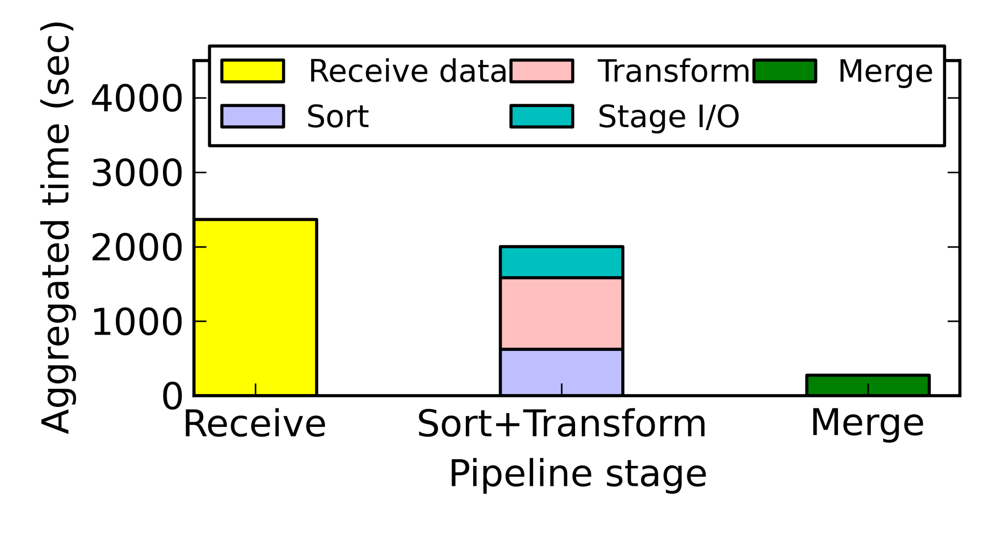 Aggregated time (sec)
Receive data Transform Merge
Sort Stage I/O
4000
3000
2000
1000
0
Receive Sort+Transform Merge
Pipeline stage